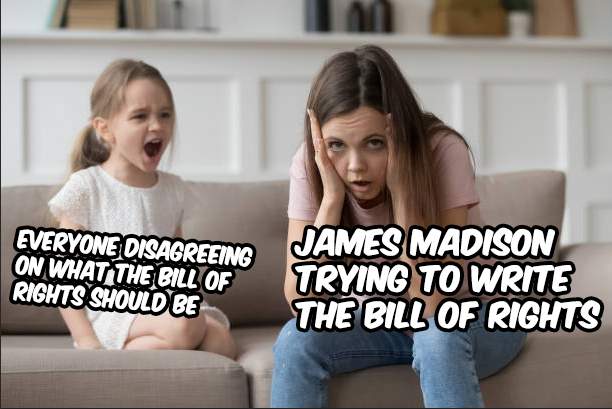 EVERYONE DISAGREEING
ON WHAT THE BILL OF
RIGHTS SHOULD BE
JAMES MADISON
TRYING TO WRITE
THE BILL OF RIGHTS